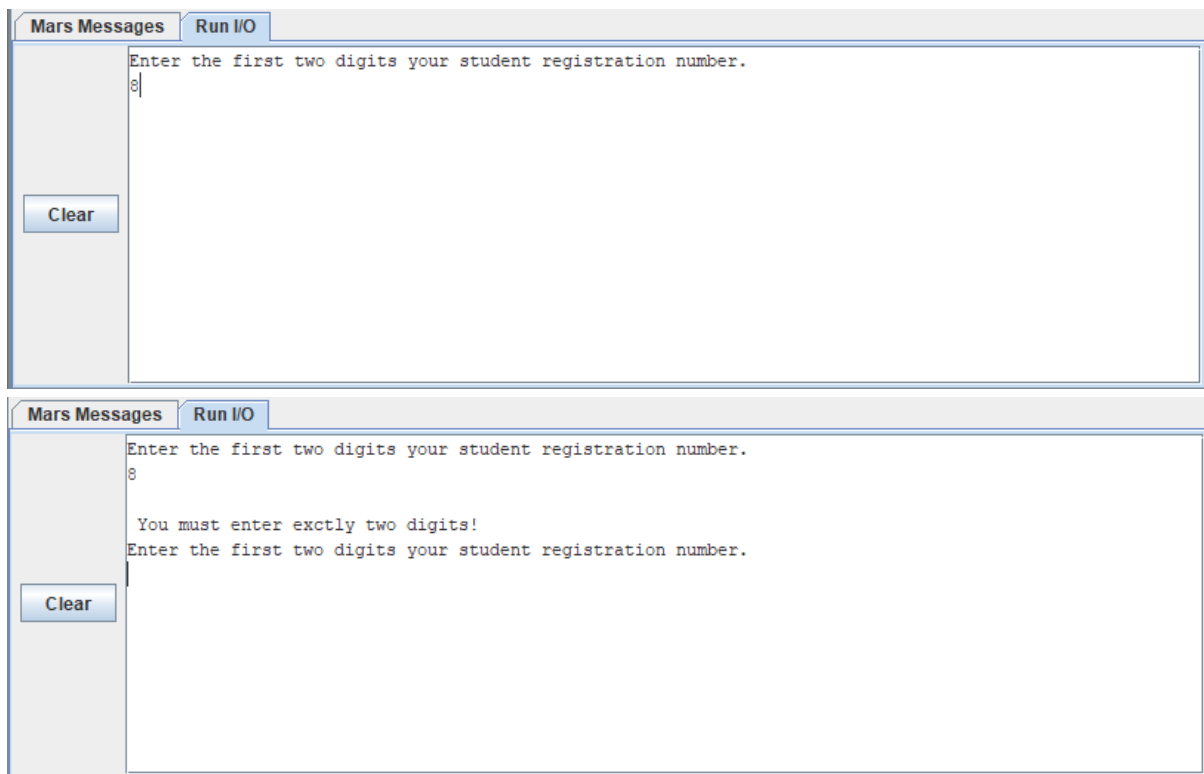 Mars Messages Run I/O
Enter the first two digits your student registration number.
8
Clear
Mars Messages Run I/O
Enter the first two digits your student registration number.
8
You must enter exctly two digits!
Enter the first two digits your student registration number.
Clear